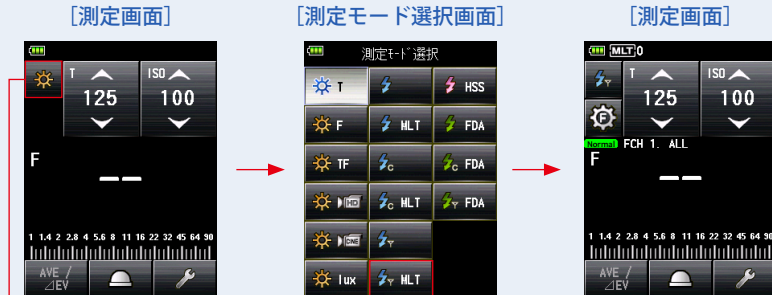 [測定画面]
[測定モード選択画面]
[測定画面]
T
ISO
125
100
F
1 1.4 2 2.8 4 5.6 8 11 16 22 32 45 64 90
AVE /
⊿EV
測定ﾓｰﾄﾞ選択
T
HSS
F
MLT
FDA
TF
C
C FDA
HD
C MLT
Y FDA
CINE
Y
lux
Y MLT
MLT 0
Y
T
ISO
125
100
F
Normal FCH 1. ALL
F
1 1.4 2 2.8 4 5.6 8 11 16 22 32 45 64 90
AVE /
⊿EV